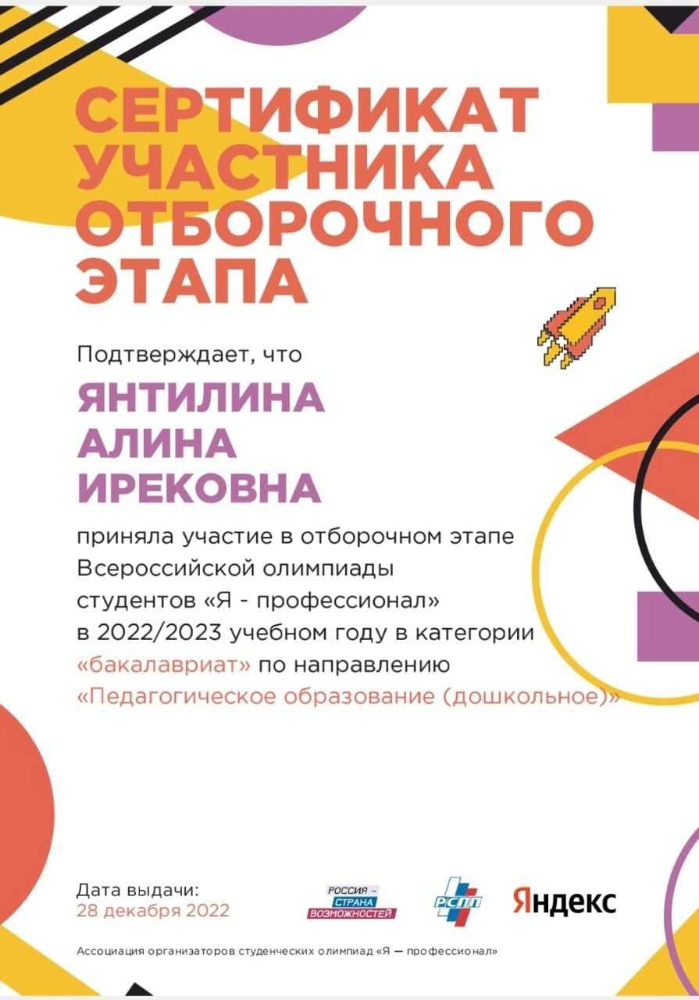 СЕРТИФИКАТ
УЧАСТНИКА
ОТБОРОЧНОГО
ЭТАПА
Подтверждает, что
ЯНТИЛИНА
АЛИНА
ИРЕКОВНА
приняла участие в отборочном этапе
Всероссийской олимпиады
студентов «Я - профессионал»
в 2022/2023 учебном году в категории
«бакалавриат» по направлению
«Педагогическое образование (дошкольное)»
Дата выдачи:
28 декабря 2022
РОССИЯ –
СТРАНА
ВОЗМОЖНОСТЕЙ
РСПП
Яндекс
Ассоциация организаторов студенческих олимпиад «Я — профессионал»